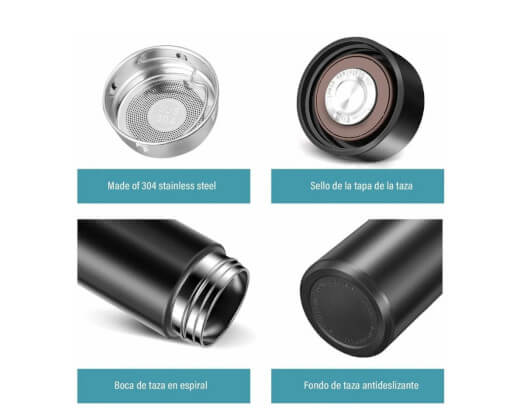 304
Made of 304 stainless steel
Sello de la tapa de la taza
Boca de taza en espiral
Fondo de taza antideslizante